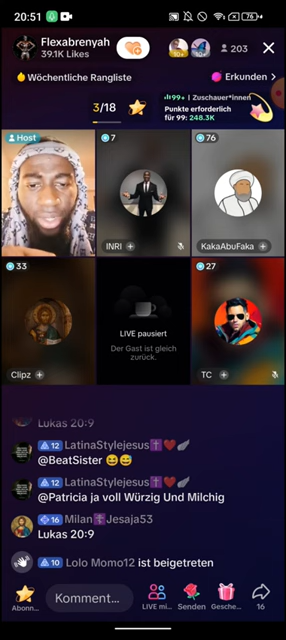 20:51
76
Flexabrenyah
39.1K Likes
10+
203
Wöchentliche Rangliste
Erkunden >
3/18
99+ | Zuschauer*innen
Punkte erforderlich
für 99: 248.3K
Host
7
76
INRI +
KakaAbuFaka +
33
27
LIVE pausiert
Der Gast ist gleich
zurück.
Clipz +
TC +
Lukas 20:9
12 LatinaStylejesus✝️❤️🪽
@BeatSister 😆😅
12 LatinaStylejesus✝️❤️🪽
@Patricia ja voll Würzig Und Milchig
16 Milan☦️Jesaja53
Lukas 20:9
10 Lolo Momo12 ist beigetreten
Abonn...
Komment...
LIVE mi...
Senden
Gesche...
16